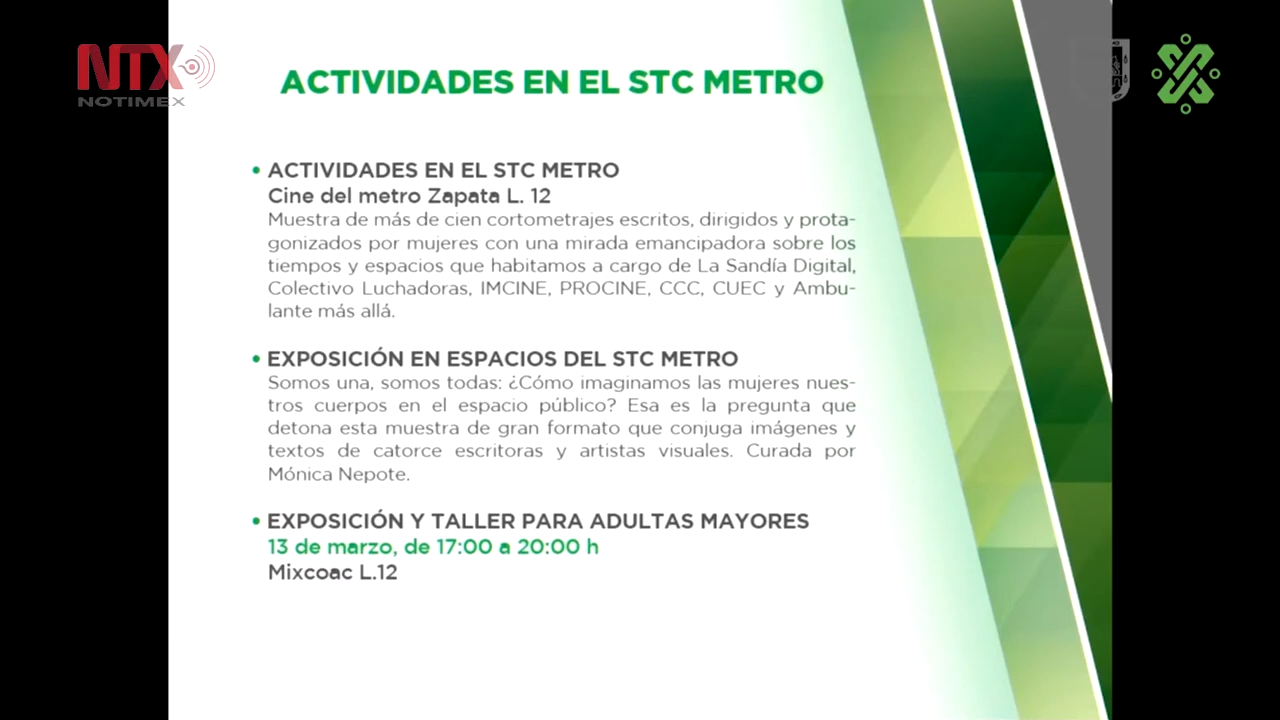 NTX
NOTIMEX
ACTIVIDADES EN EL STC METRO
• ACTIVIDADES EN EL STC METRO
Cine del metro Zapata L. 12
Muestra de más de cien cortometrajes escritos, dirigidos y prota-
gonizados por mujeres con una mirada emancipadora sobre los
tiempos y espacios que habitamos a cargo de La Sandía Digital,
Colectivo Luchadoras, IMCINE, PROCINE, CCC, CUEC y Ambu-
lante más allá.
• EXPOSICIÓN EN ESPACIOS DEL STC METRO
Somos una, somos todas: ¿Cómo imaginamos las mujeres nues-
tros cuerpos en el espacio público? Esa es la pregunta que
detona esta muestra de gran formato que conjuga imágenes y
textos de catorce escritoras y artistas visuales. Curada por
Mónica Nepote.
• EXPOSICIÓN Y TALLER PARA ADULTAS MAYORES
13 de marzo, de 17:00 a 20:00 h
Mixcoac L.12